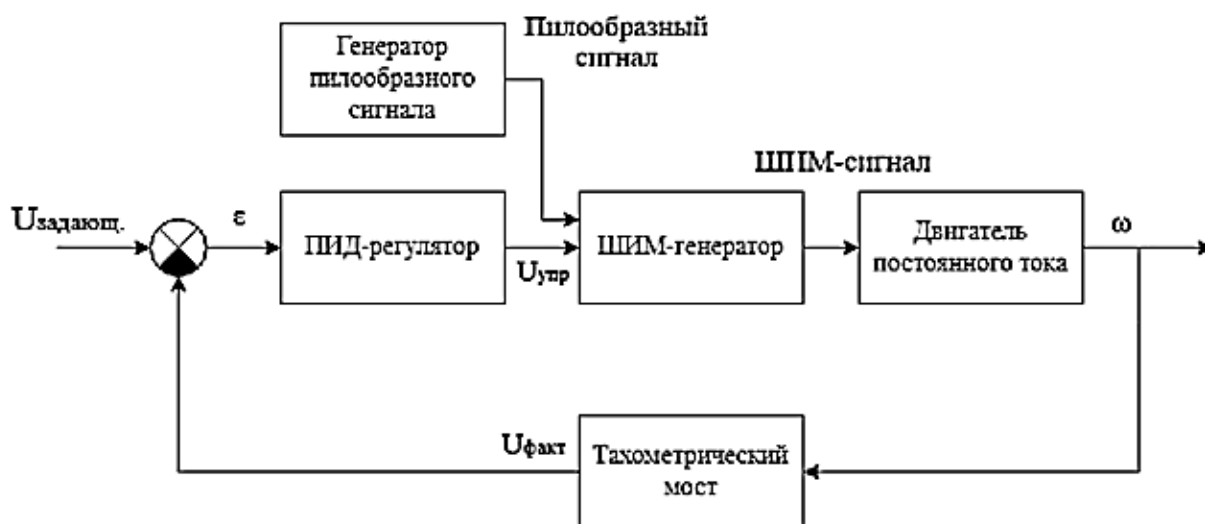 Генератор
пилообразного
сигнала
Пилообразный
сигнал
ШИМ-сигнал
Uзадающ.
ε
ПИД-регулятор
Uупр
ШИМ-генератор
Двигатель
постоянного тока
ω
Uфакт
Тахометрический
мост